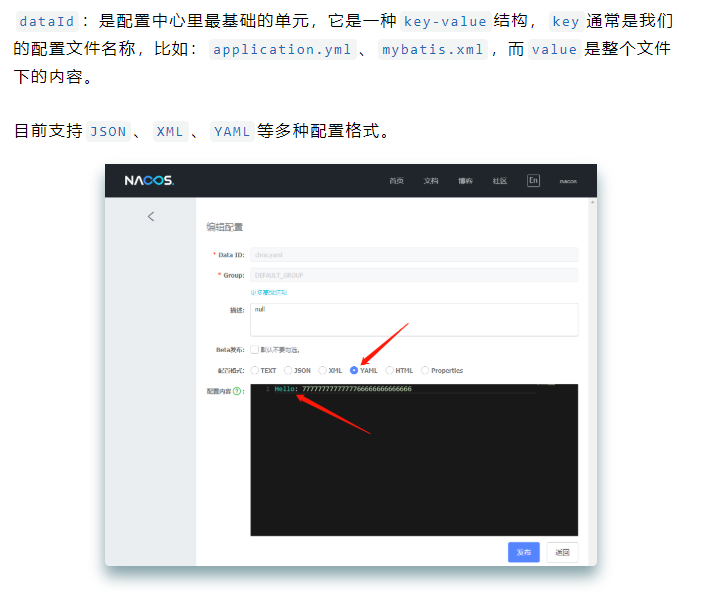 dataId：是配置中心里最基础的单元，它是一种 key-value 结构， key 通常是我们
的配置文件名称，比如： application.yml 、 mybatis.xml ，而 value 是整个文件
下的内容。
目前支持 JSON 、 XML 、 YAML 等多种配置格式。
NACOS. 首页 文档 博客 社区 En nacos
编辑配置
* Data ID:
* Group: DEFAULT_GROUP
描述: null
Beta发布: 默认不要勾选。
配置格式: TEXT JSON XML YAML HTML Properties
配置内容 ? : 1 Hello:
发布 返回